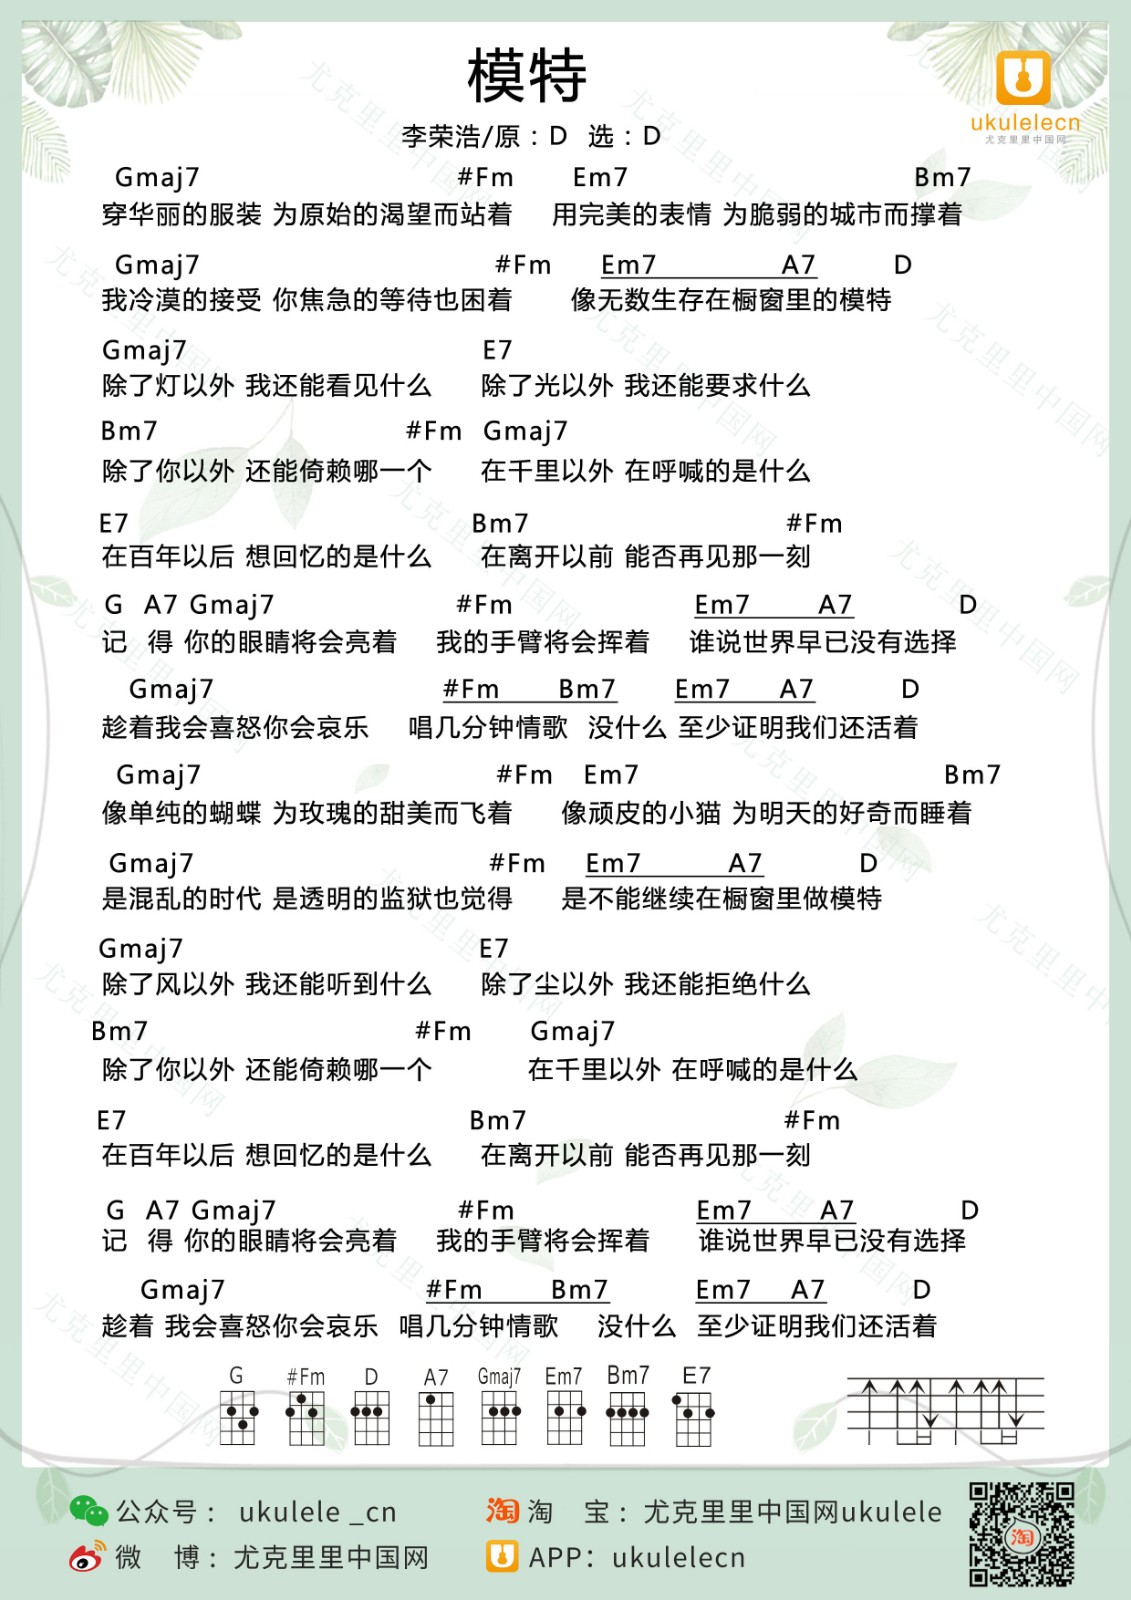 模特
李荣浩/原：D 选：D
ukulelecn
尤克里里中国网
Gmaj7 #Fm Em7 Bm7
穿华丽的服装 为原始的渴望而站着 用完美的表情 为脆弱的城市而撑着
Gmaj7 #Fm Em7 A7 D
我冷漠的接受 你焦急的等待也困着 像无数生存在橱窗里的模特
Gmaj7 E7
除了灯以外 我还能看见什么 除了光以外 我还能要求什么
Bm7 #Fm Gmaj7
除了你以外 还能倚赖哪一个 在千里以外 在呼喊的是什么
E7 Bm7 #Fm
在百年以后 想回忆的是什么 在离开以前 能否再见那一刻
G A7 Gmaj7 #Fm Em7 A7 D
记 得 你的眼睛将会亮着 我的手臂将会挥着 谁说世界早已没有选择
Gmaj7 #Fm Bm7 Em7 A7 D
趁着我会喜怒你会哀乐 唱几分钟情歌 没什么 至少证明我们还活着
Gmaj7 #Fm Em7 Bm7
像单纯的蝴蝶 为玫瑰的甜美而飞着 像顽皮的小猫 为明天的好奇而睡着
Gmaj7 #Fm Em7 A7 D
是混乱的时代 是透明的监狱也觉得 是不能继续在橱窗里做模特
Gmaj7 E7
除了风以外 我还能听到什么 除了尘以外 我还能拒绝什么
Bm7 #Fm Gmaj7
除了你以外 还能倚赖哪一个 在千里以外 在呼喊的是什么
E7 Bm7 #Fm
在百年以后 想回忆的是什么 在离开以前 能否再见那一刻
G A7 Gmaj7 #Fm Em7 A7 D
记 得 你的眼睛将会亮着 我的手臂将会挥着 谁说世界早已没有选择
Gmaj7 #Fm Bm7 Em7 A7 D
趁着 我会喜怒你会哀乐 唱几分钟情歌 没什么 至少证明我们还活着
G #Fm D A7 Gmaj7 Em7 Bm7 E7
公众号： ukulele _cn 淘 淘 宝：尤克里里中国网ukulele
微 博：尤克里里中国网 APP：ukulelecn
淘